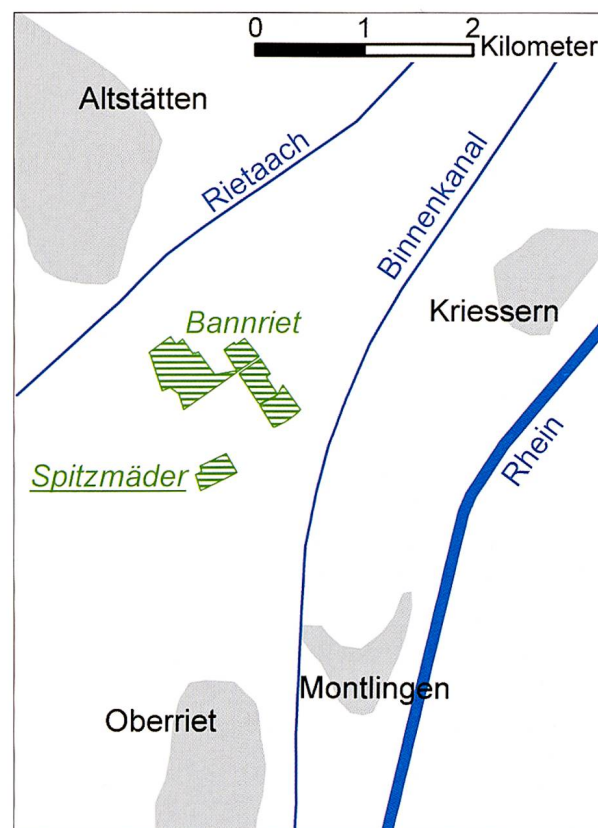 0 1 2
Kilometer
Altstätten
Rietaach
Binnenkanal
Kriessern
Bannriet
Rhein
Spitzmäder
Montlingen
Oberriet